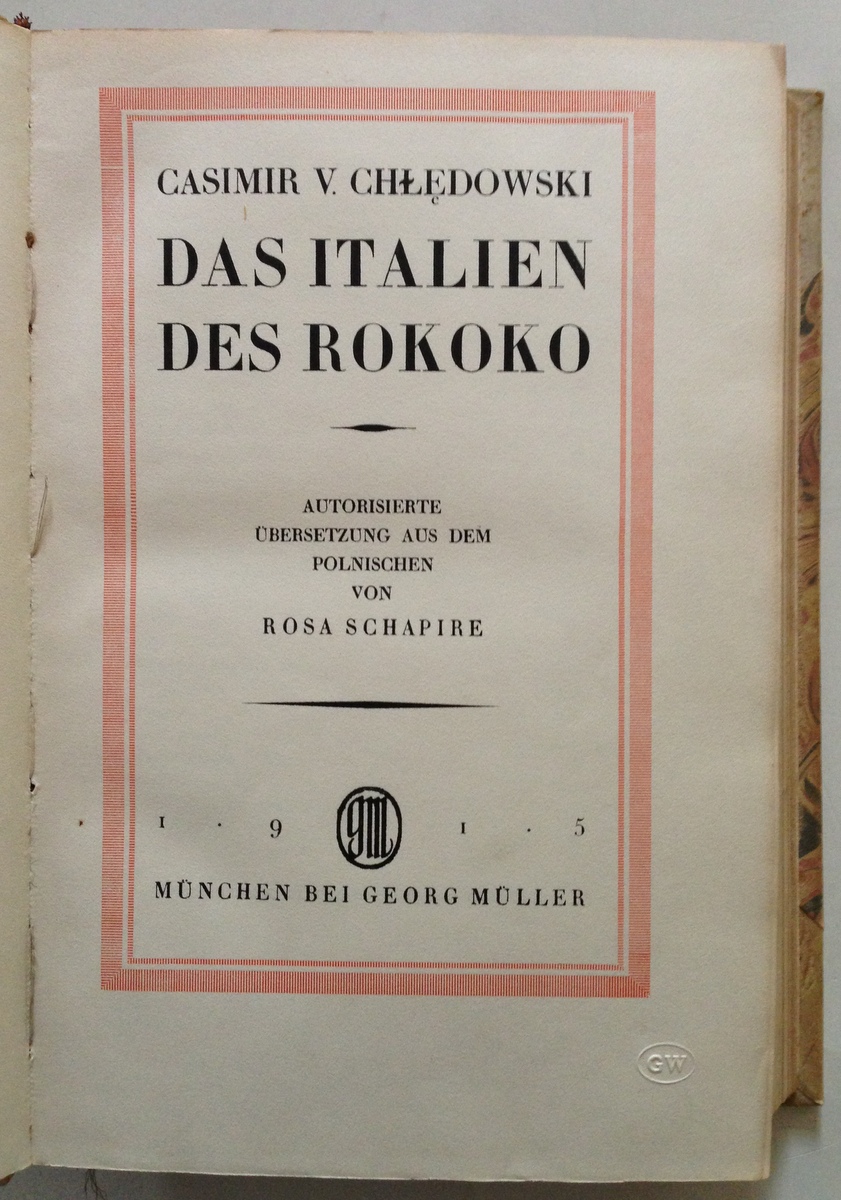 CASIMIR V. CHŁĘDOWSKI
DAS ITALIEN
DES ROKOKO
AUTORISIERTE
ÜBERSETZUNG AUS DEM
POLNISCHEN
VON
ROSA SCHAPIRE
1 · 9 gm 1 · 5
MÜNCHEN BEI GEORG MÜLLER
GW